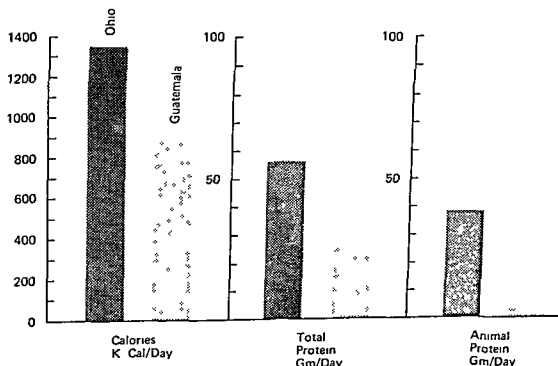 Ohio
Guatemala
1400
1200
1000
800
600
400
200
0
100
50
100
50
Calories
K Cal/Day
Total
Protein
Gm/Day
Animal
Protein
Gm/Day